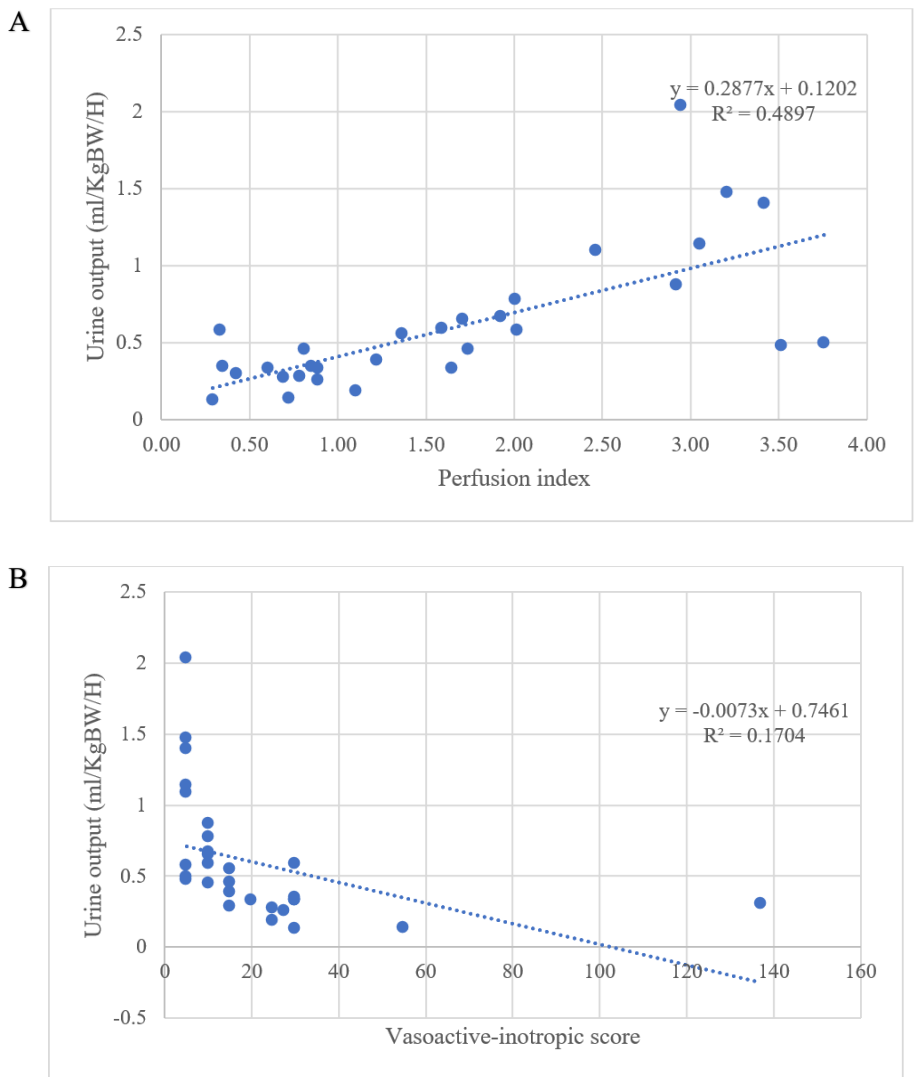 A
2.5
y = 0.2877x + 0.1202
R² = 0.4897
2
1.5
1
0.5
0
Urine output (ml/KgBW/H)
0.00 0.50 1.00 1.50 2.00 2.50 3.00 3.50 4.00
Perfusion index
B
2.5
2
y = -0.0073x + 0.7461
R² = 0.1704
1.5
1
0.5
0
-0.5
Urine output (ml/KgBW/H)
0 20 40 60 80 100 120 140 160
Vasoactive-inotropic score